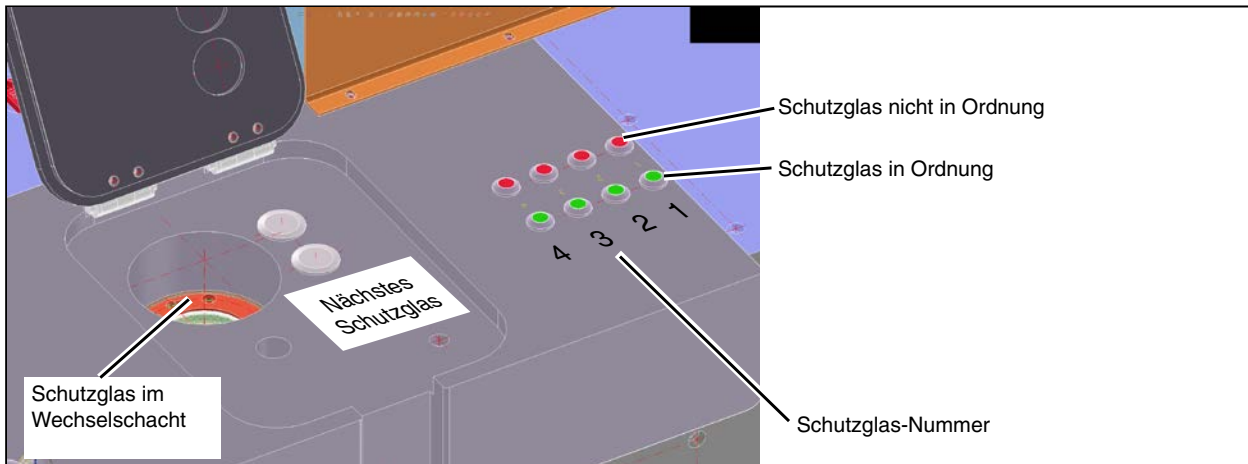 Schutzglas nicht in Ordnung
Schutzglas in Ordnung
4 3 2 1
Nächstes
Schutzglas
Schutzglas im
Wechselschacht
Schutzglas-Nummer